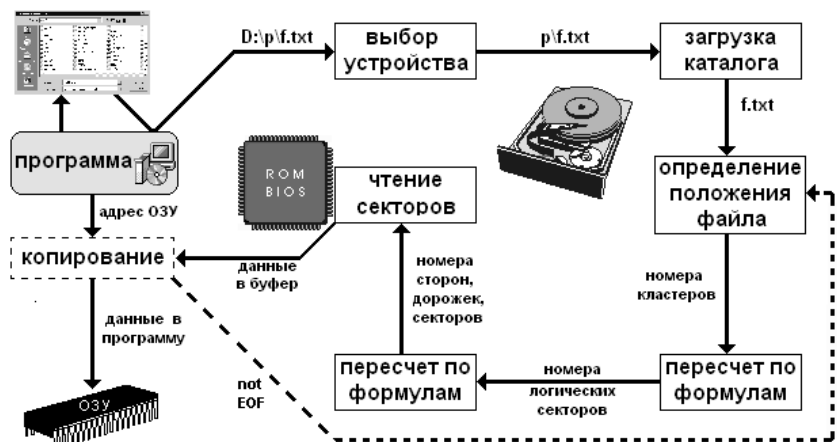 D:\p\f.txt
выбор
устройства
p\f.txt
загрузка
каталога
f.txt
программа
ROM
BIOS
чтение
секторов
определение
положения
файла
адрес ОЗУ
копирование
данные
в буфер
номера
сторон,
дорожек,
секторов
номера
кластеров
данные в
программу
not
EOF
пересчет по
формулам
номера
логических
секторов
пересчет по
формулам
ОЗУ